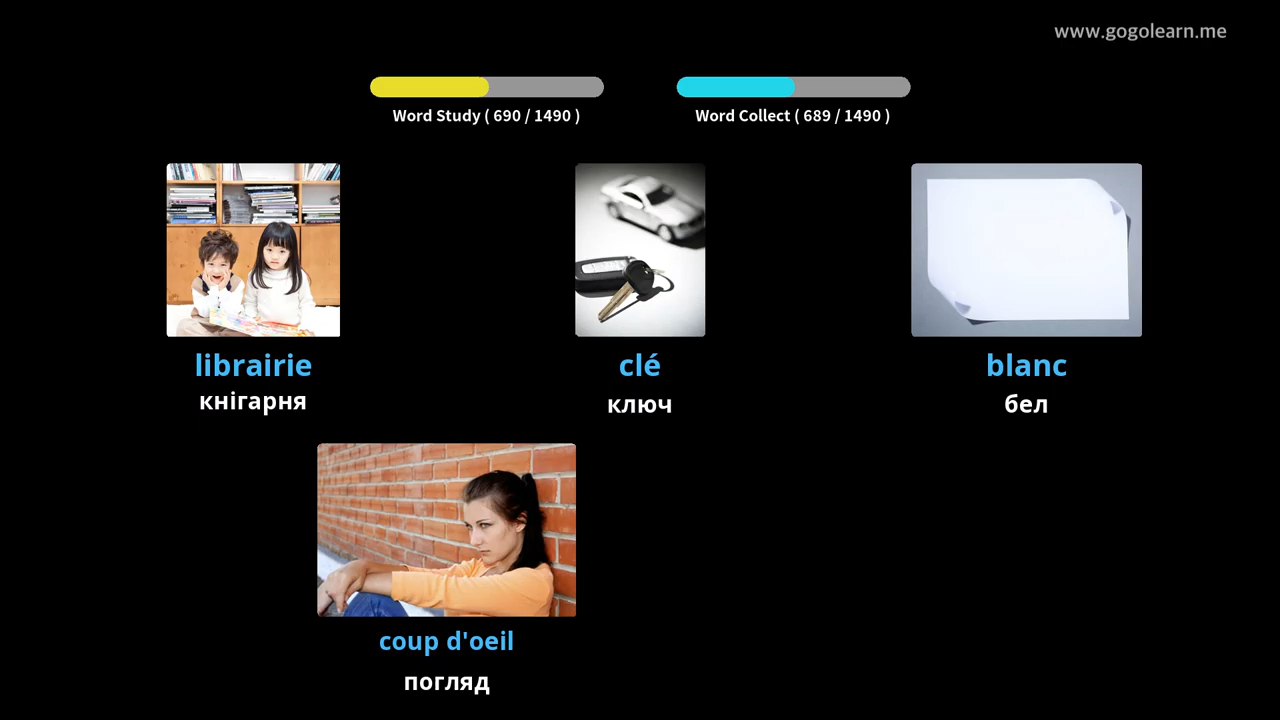 www.gogolearn.me
Word Study ( 690 / 1490 )
Word Collect ( 689 / 1490 )
librairie
кнігарня
clé
ключ
blanc
бел
coup d'oeil
погляд